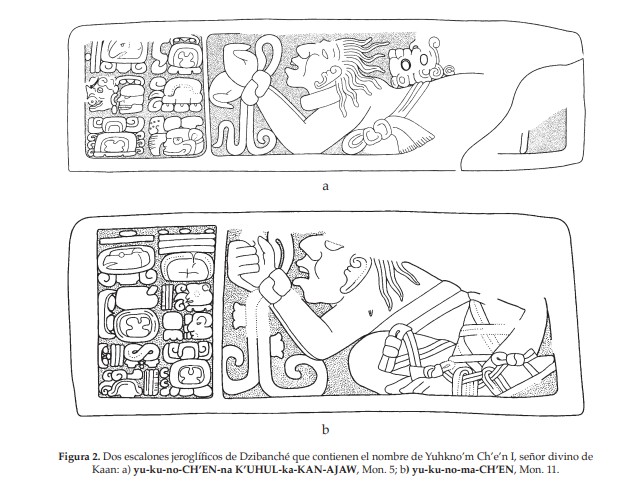 a
b
Figura 2. Dos escalones jeroglíficos de Dzibanché que contienen el nombre de Yuhkno’m Ch’e’n I, señor divino de
Kaan: a) yu-ku-no-CH’EN-na K’UHUL-ka-KAN-AJAW, Mon. 5; b) yu-ku-no-ma-CH’EN, Mon. 11.